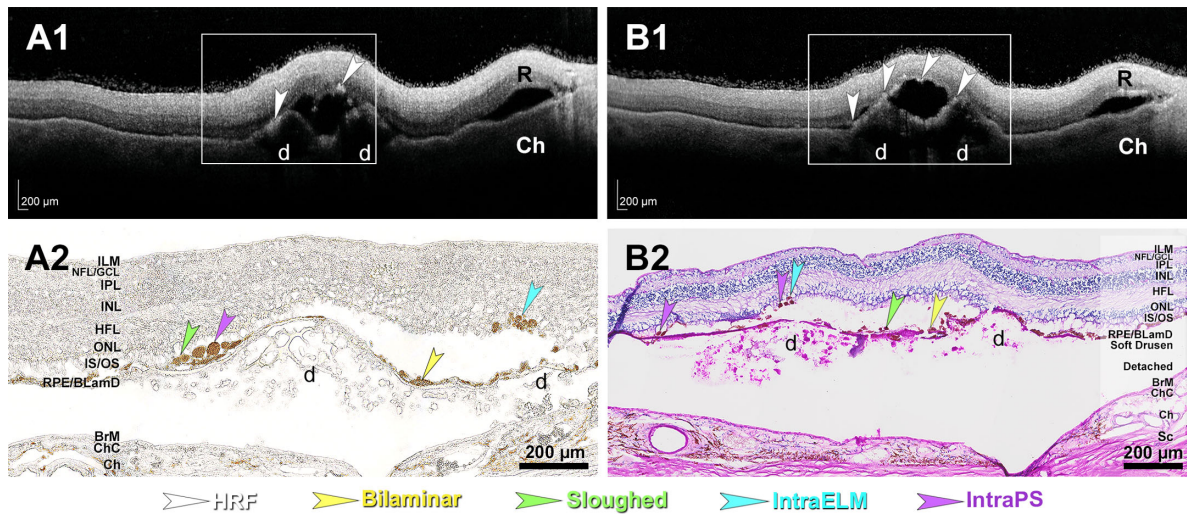 A1
R
d
d
Ch
200 µm
B1
R
d
d
Ch
200 µm
A2
ILM
NFL/GCL
IPL
INL
HFL
ONL
IS/OS
RPE/BLamD
BrM
ChC
Ch
d
d
200 µm
B2
d
d
ILM
NFL/GCL
IPL
INL
HFL
ONL
IS/OS
RPE/BLamD
Soft Drusen
Detached
BrM
ChC
Ch
Sc
200 µm
HRF Bilaminar Sloughed IntraELM IntraPS